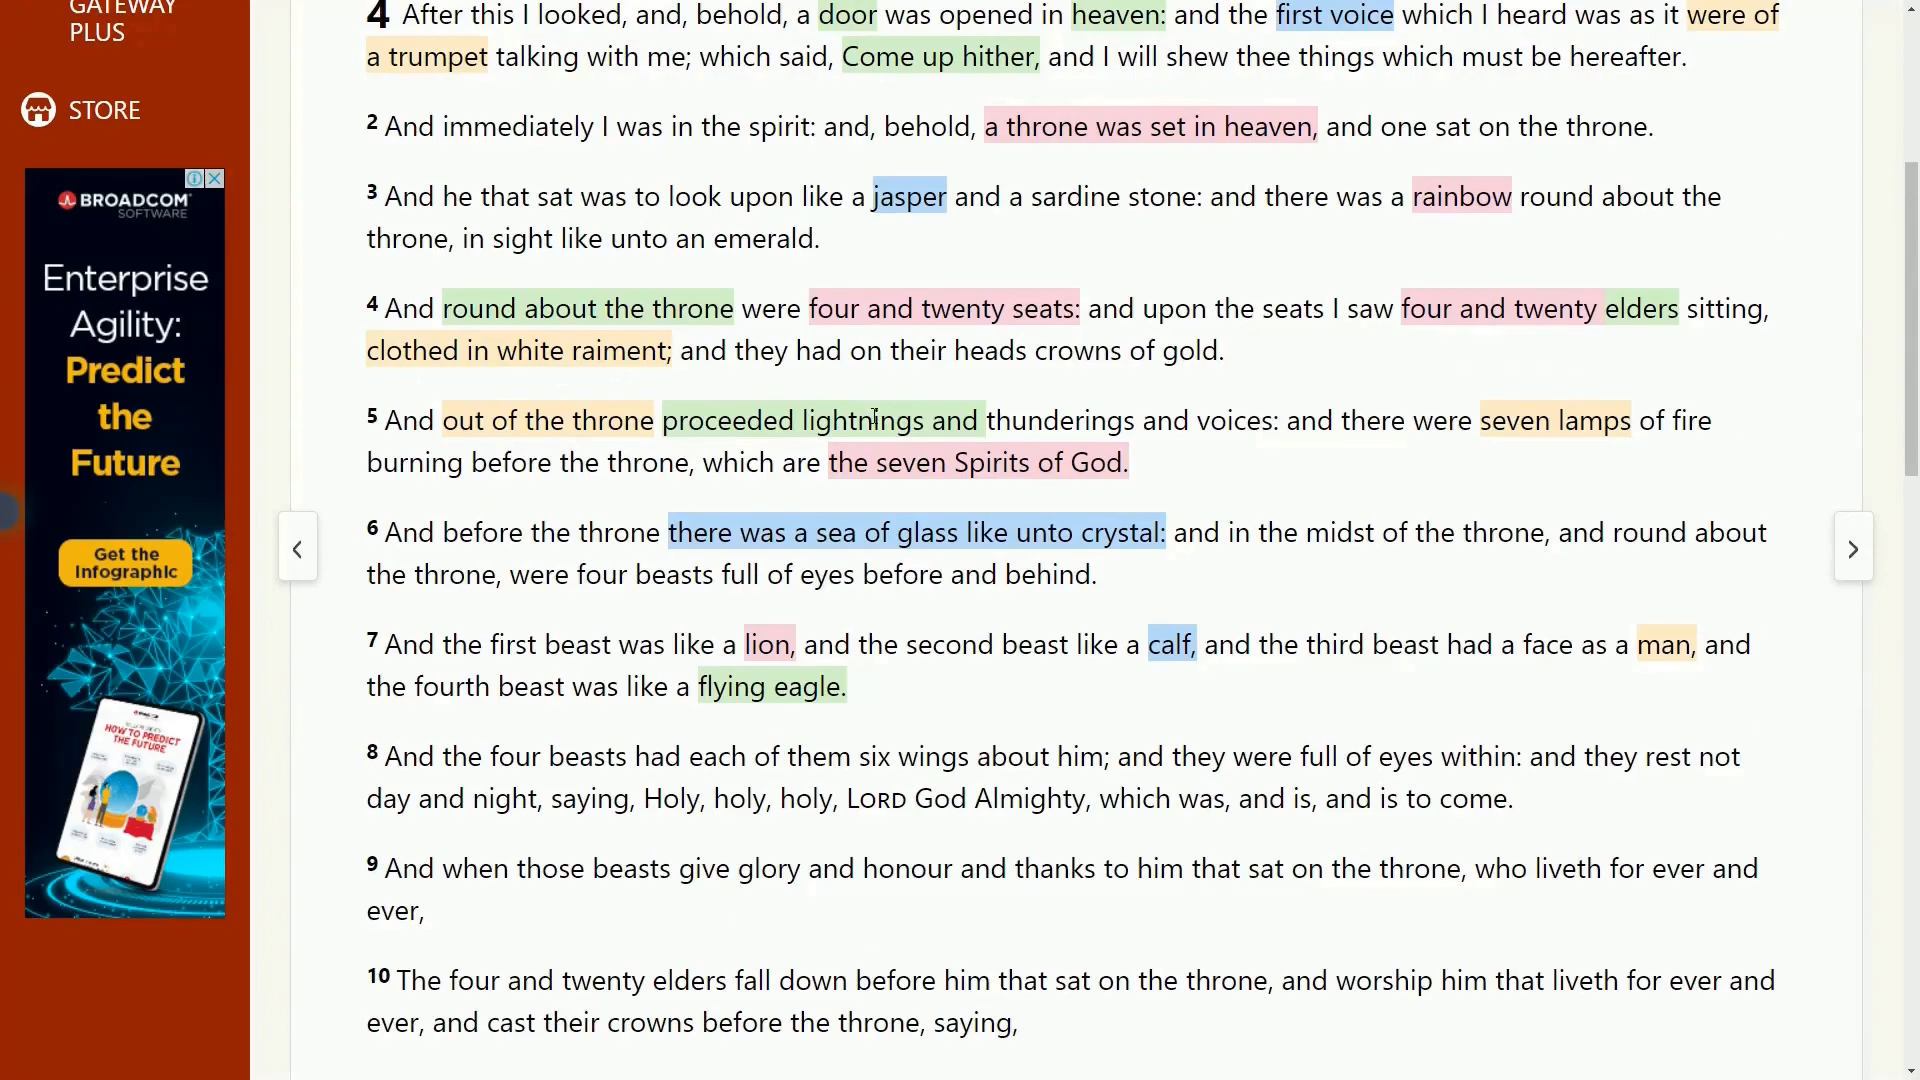 GATEWAY
PLUS
STORE
BROADCOM
SOFTWARE
Enterprise
Agility:
Predict
the
Future
Get the
Infographic
HOW TO PREDICT
THE FUTURE
4 After this I looked, and, behold, a door was opened in heaven: and the first voice which I heard was as it were of
a trumpet talking with me; which said, Come up hither, and I will shew thee things which must be hereafter.
2 And immediately I was in the spirit: and, behold, a throne was set in heaven, and one sat on the throne.
3 And he that sat was to look upon like a jasper and a sardine stone: and there was a rainbow round about the
throne, in sight like unto an emerald.
4 And round about the throne were four and twenty seats: and upon the seats I saw four and twenty elders sitting,
clothed in white raiment; and they had on their heads crowns of gold.
5 And out of the throne proceeded lightnings and thunderings and voices: and there were seven lamps of fire
burning before the throne, which are the seven Spirits of God.
6 And before the throne there was a sea of glass like unto crystal: and in the midst of the throne, and round about
the throne, were four beasts full of eyes before and behind.
7 And the first beast was like a lion, and the second beast like a calf, and the third beast had a face as a man, and
the fourth beast was like a flying eagle.
8 And the four beasts had each of them six wings about him; and they were full of eyes within: and they rest not
day and night, saying, Holy, holy, holy, LORD God Almighty, which was, and is, and is to come.
9 And when those beasts give glory and honour and thanks to him that sat on the throne, who liveth for ever and
ever,
10 The four and twenty elders fall down before him that sat on the throne, and worship him that liveth for ever and
ever, and cast their crowns before the throne, saying,